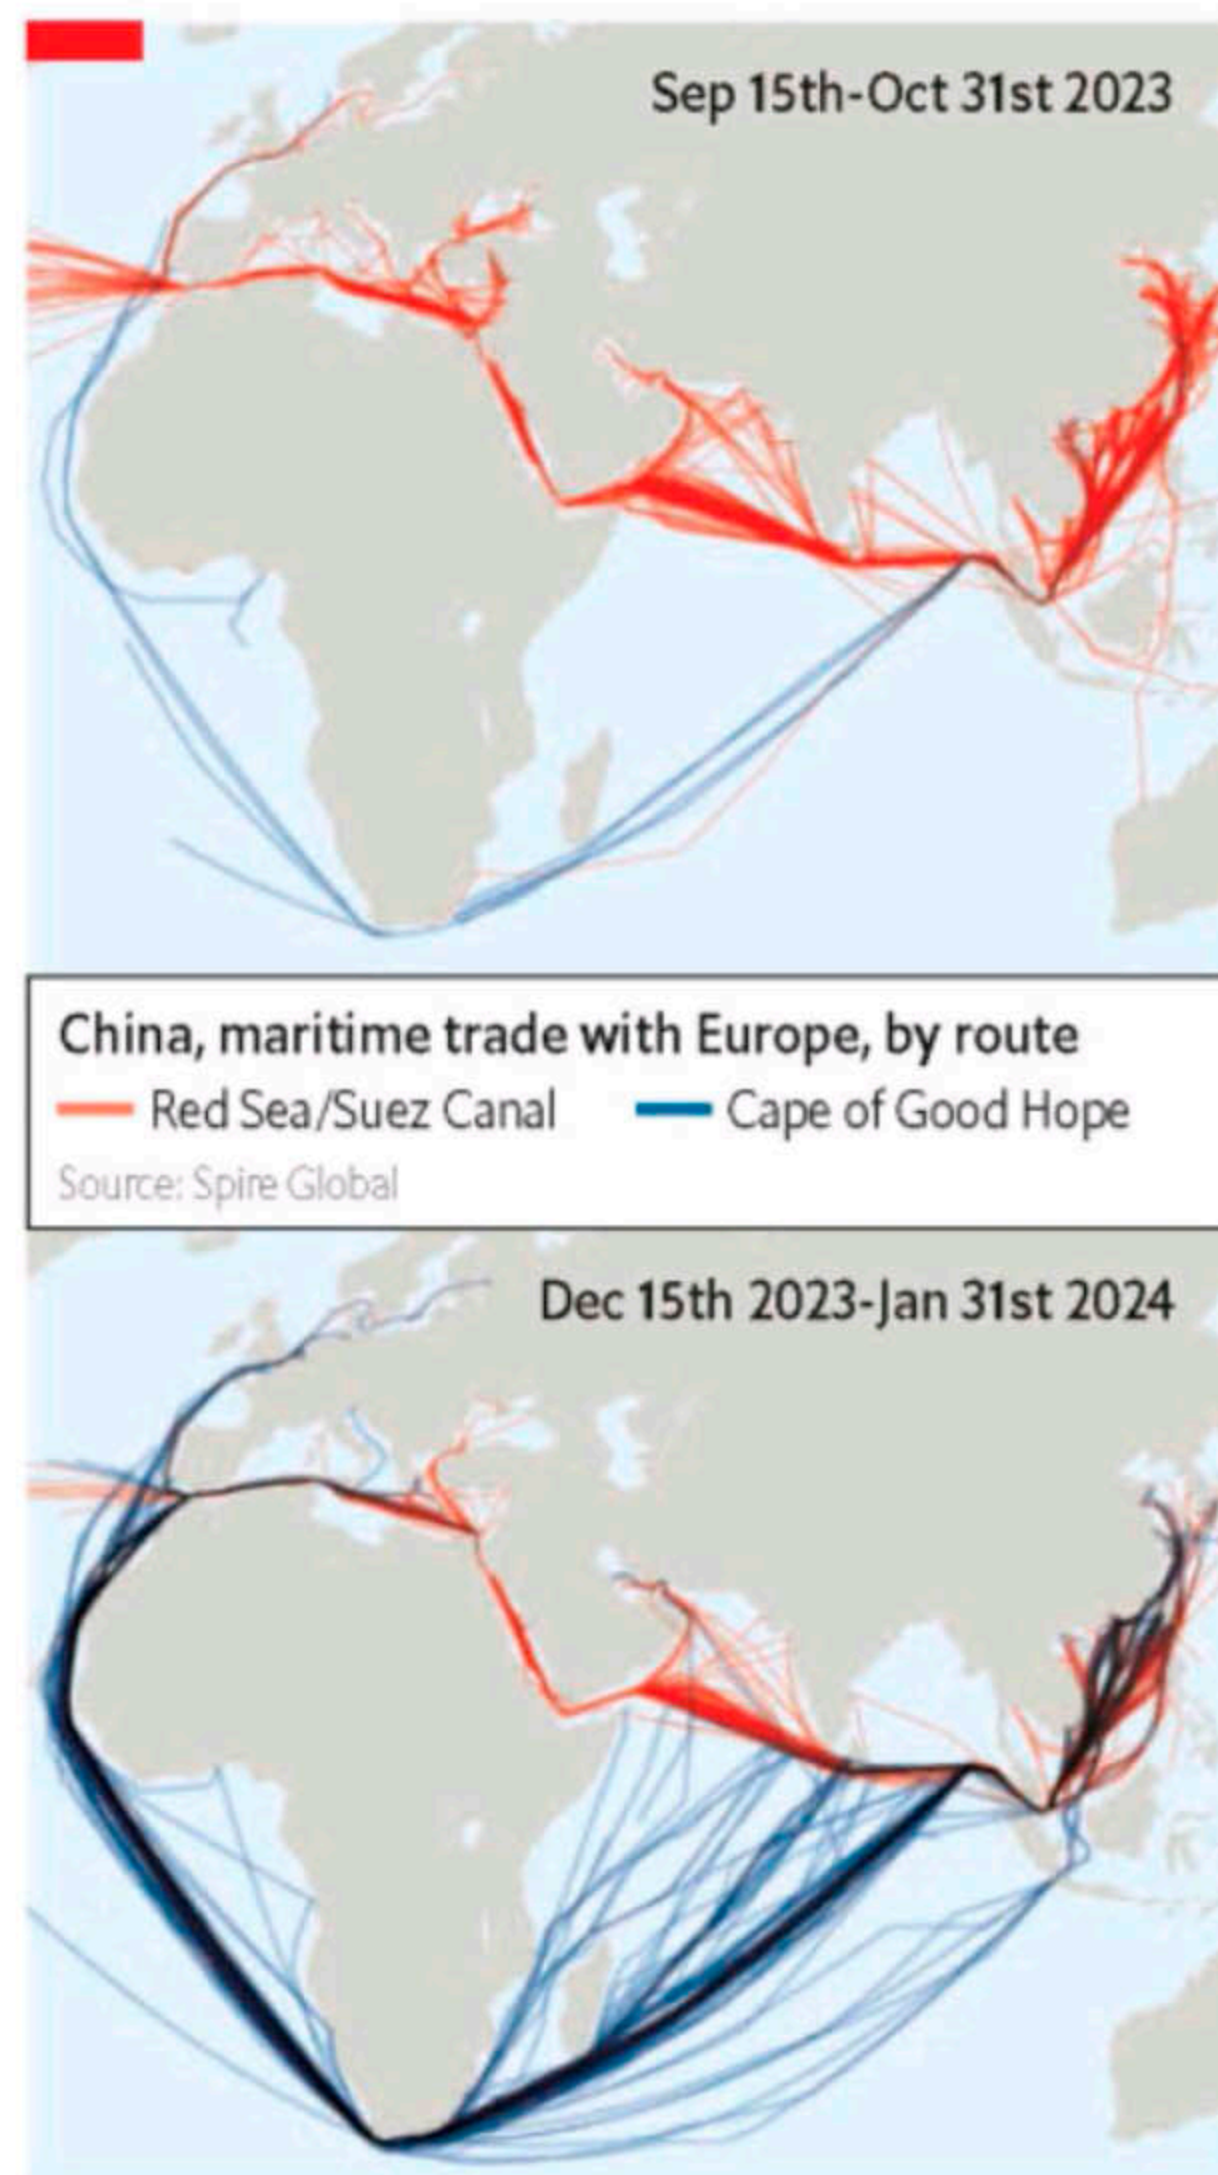 Sep 15th-Oct 31st 2023
China, maritime trade with Europe, by route
Red Sea/Suez Canal
Cape of Good Hope
Source: Spire Global
Dec 15th 2023-Jan 31st 2024